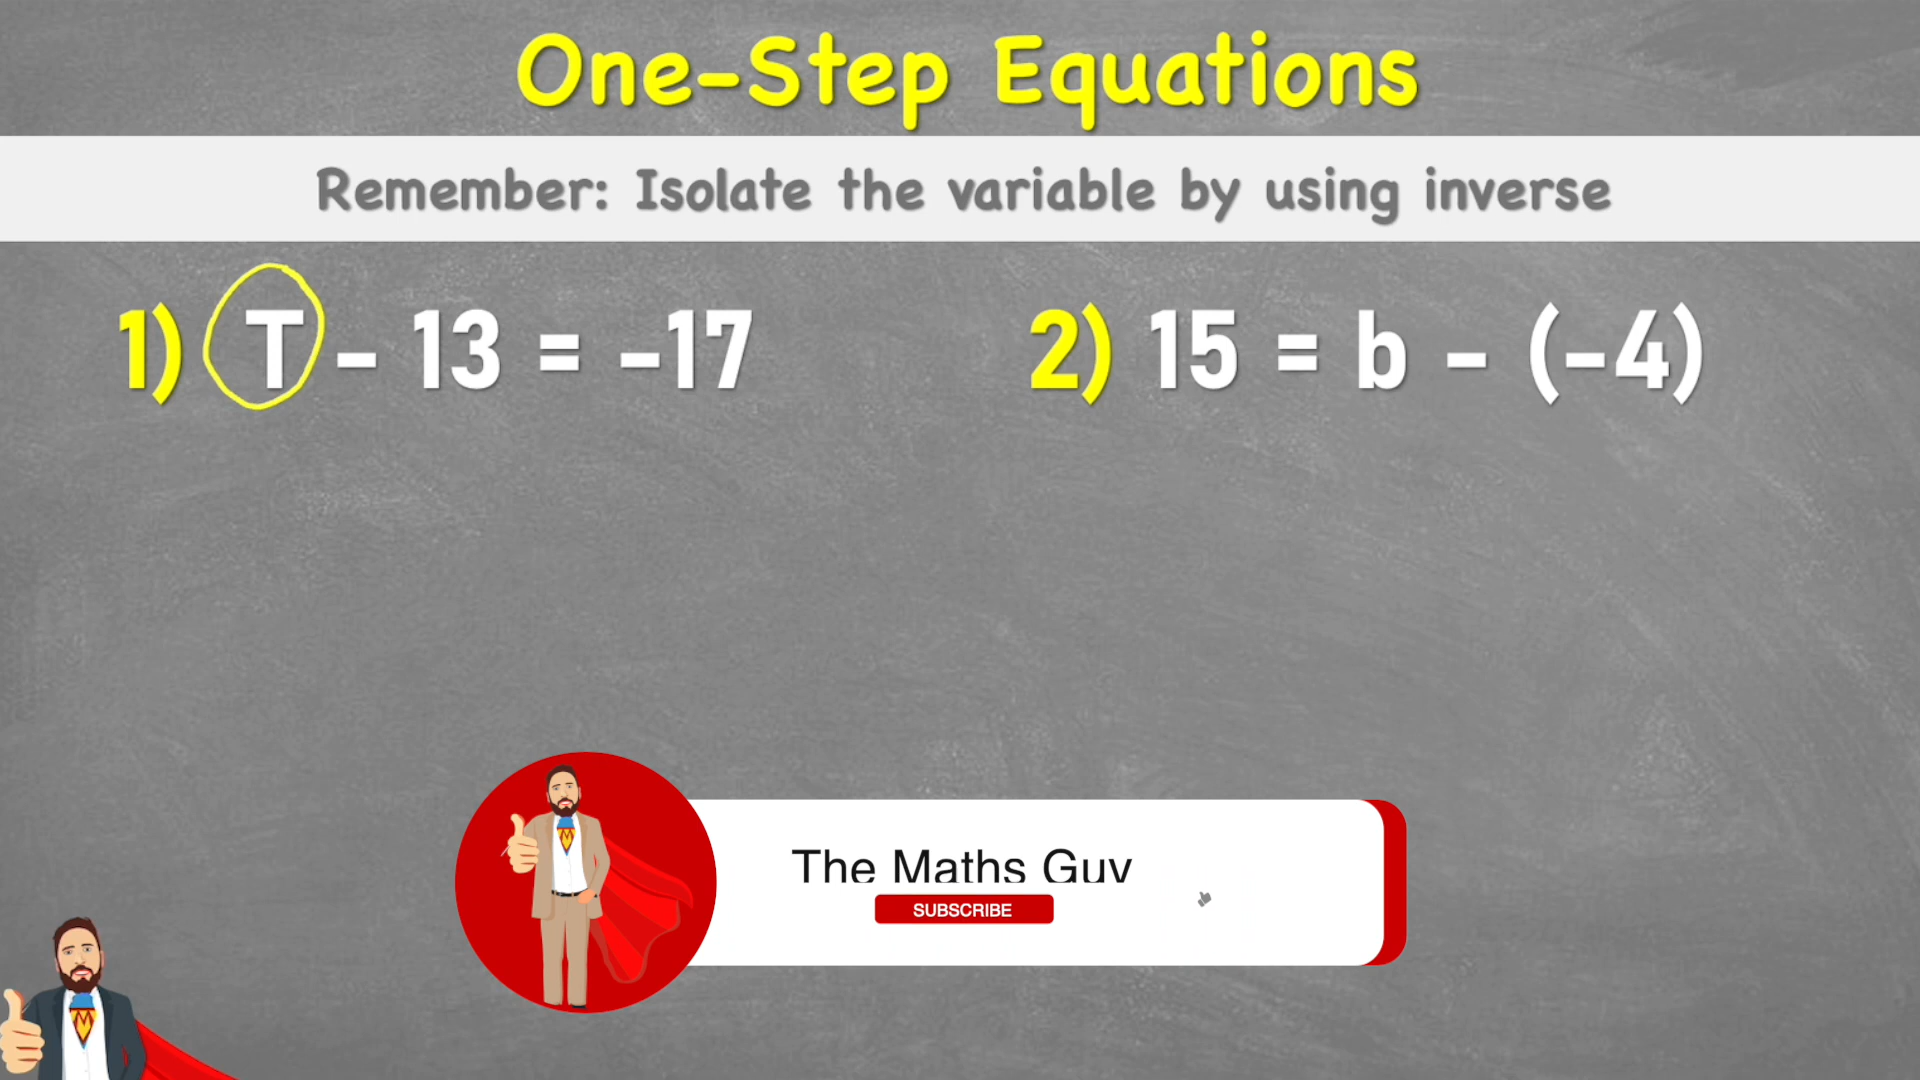 One-Step Equations
Remember: Isolate the variable by using inverse
1) T - 13 = -17
2) 15 = b - (-4)
The Maths Guy
SUBSCRIBE